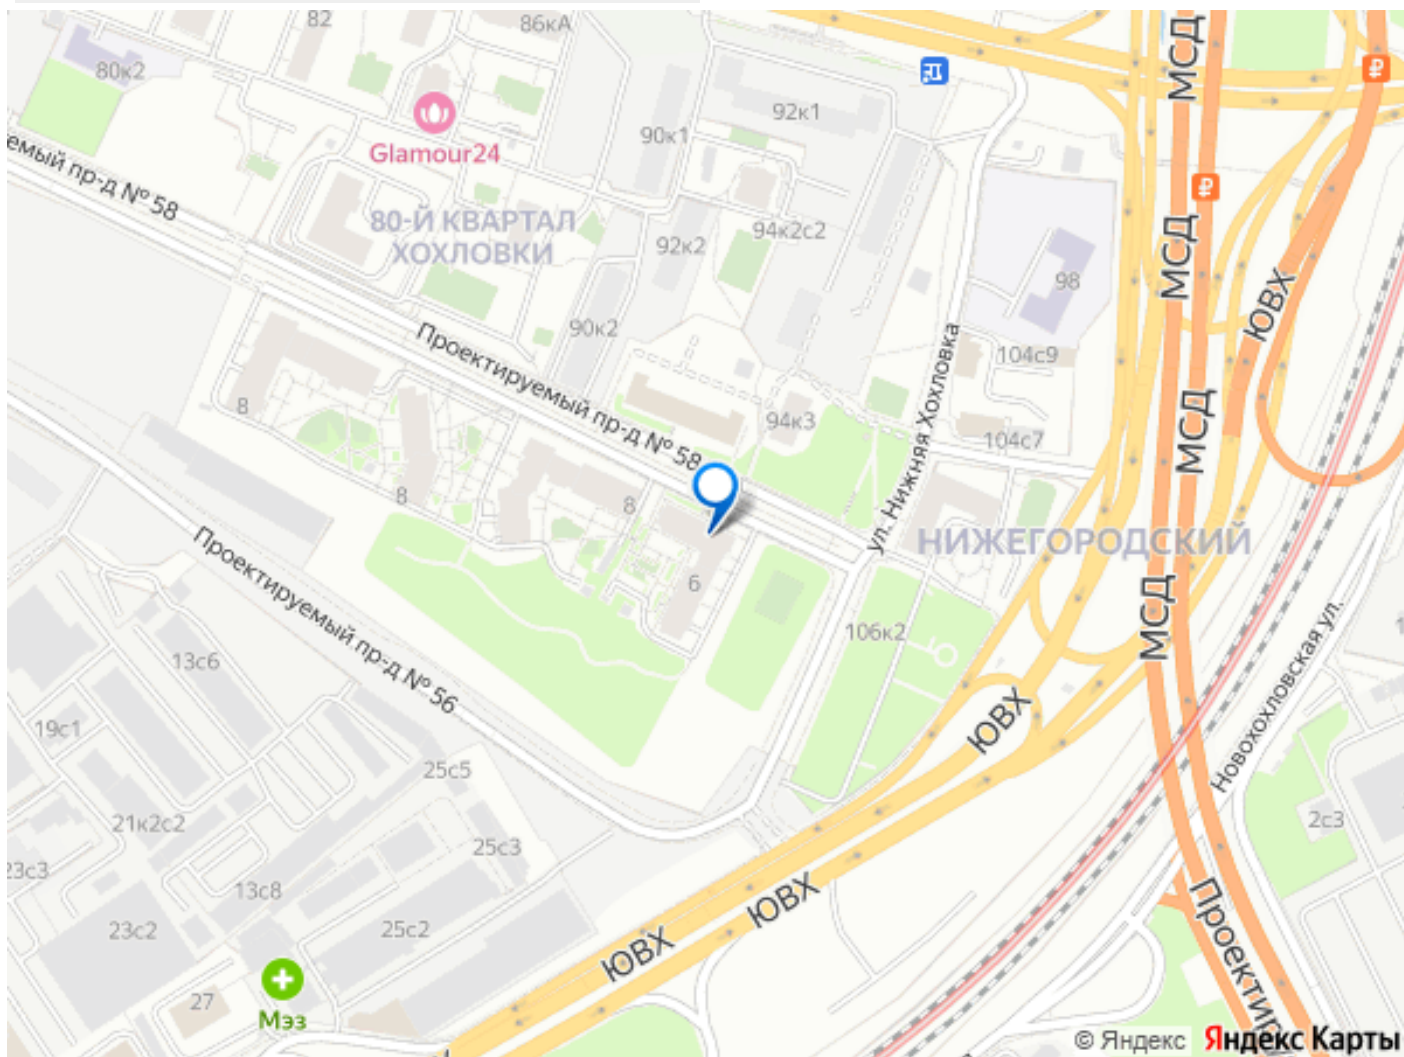 82
86кА
80к2
92к1
90к1
МСД
Glamour24
емый пр-д № 58
80-Й КВАРТАЛ
ХОХЛОВКИ
92к2
94к2с2
98
МСД
ЮВХ
90к2
Проектируемый пр-д № 58
ул. Нижняя Хохловка
104с9
8
94к3
104с7
МСД
8
8
НИЖЕГОРОДСКИЙ
Проектируемый пр-д № 56
6
106к2
МСД
Новохохловская ул.
13с6
19с1
ЮВХ
25с5
21к2с2
2с3
25с3
23с3
13с8
ЮВХ
23с2
25с2
ЮВХ
Проектир
27
Мэз
© Яндекс Яндекс Карты